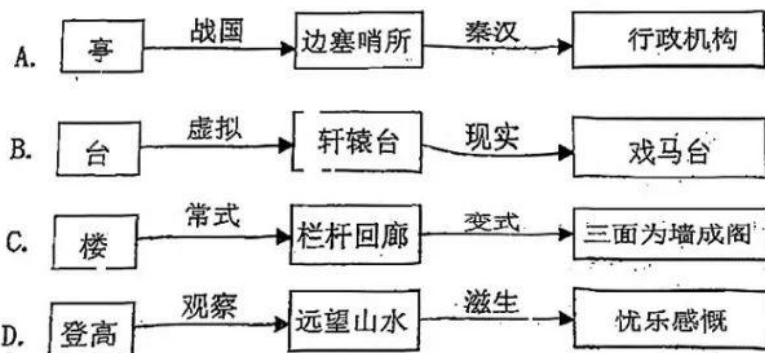 A. 亭 战国 边塞哨所 秦汉 行政机构
B. 台 虚拟 轩辕台 现实 戏马台
C. 楼 常式 栏杆回廊 变式 三面为墙成阁
D. 登高 观察 远望山水 滋生 忧乐感慨